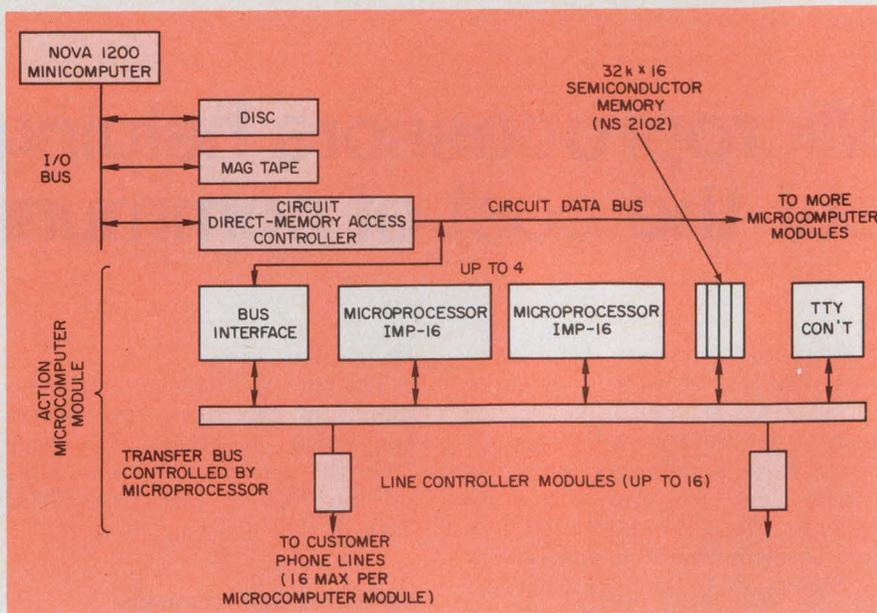 NOVA 1200
MINICOMPUTER
32k × 16
SEMICONDUCTOR
MEMORY
(NS 2102)
DISC
I/O
BUS
MAG TAPE
CIRCUIT
DIRECT-MEMORY ACCESS
CONTROLLER
CIRCUIT DATA BUS
TO MORE
MICROCOMPUTER
MODULES
UP TO 4
BUS
INTERFACE
MICROPROCESSOR
IMP-16
MICROPROCESSOR
IMP-16
TTY
CON'T
ACTION
MICROCOMPUTER
MODULE
TRANSFER BUS
CONTROLLED BY
MICROPROCESSOR
LINE CONTROLLER MODULES (UP TO 16)
TO CUSTOMER
PHONE LINES
(16 MAX PER
MICROCOMPUTER MODULE)